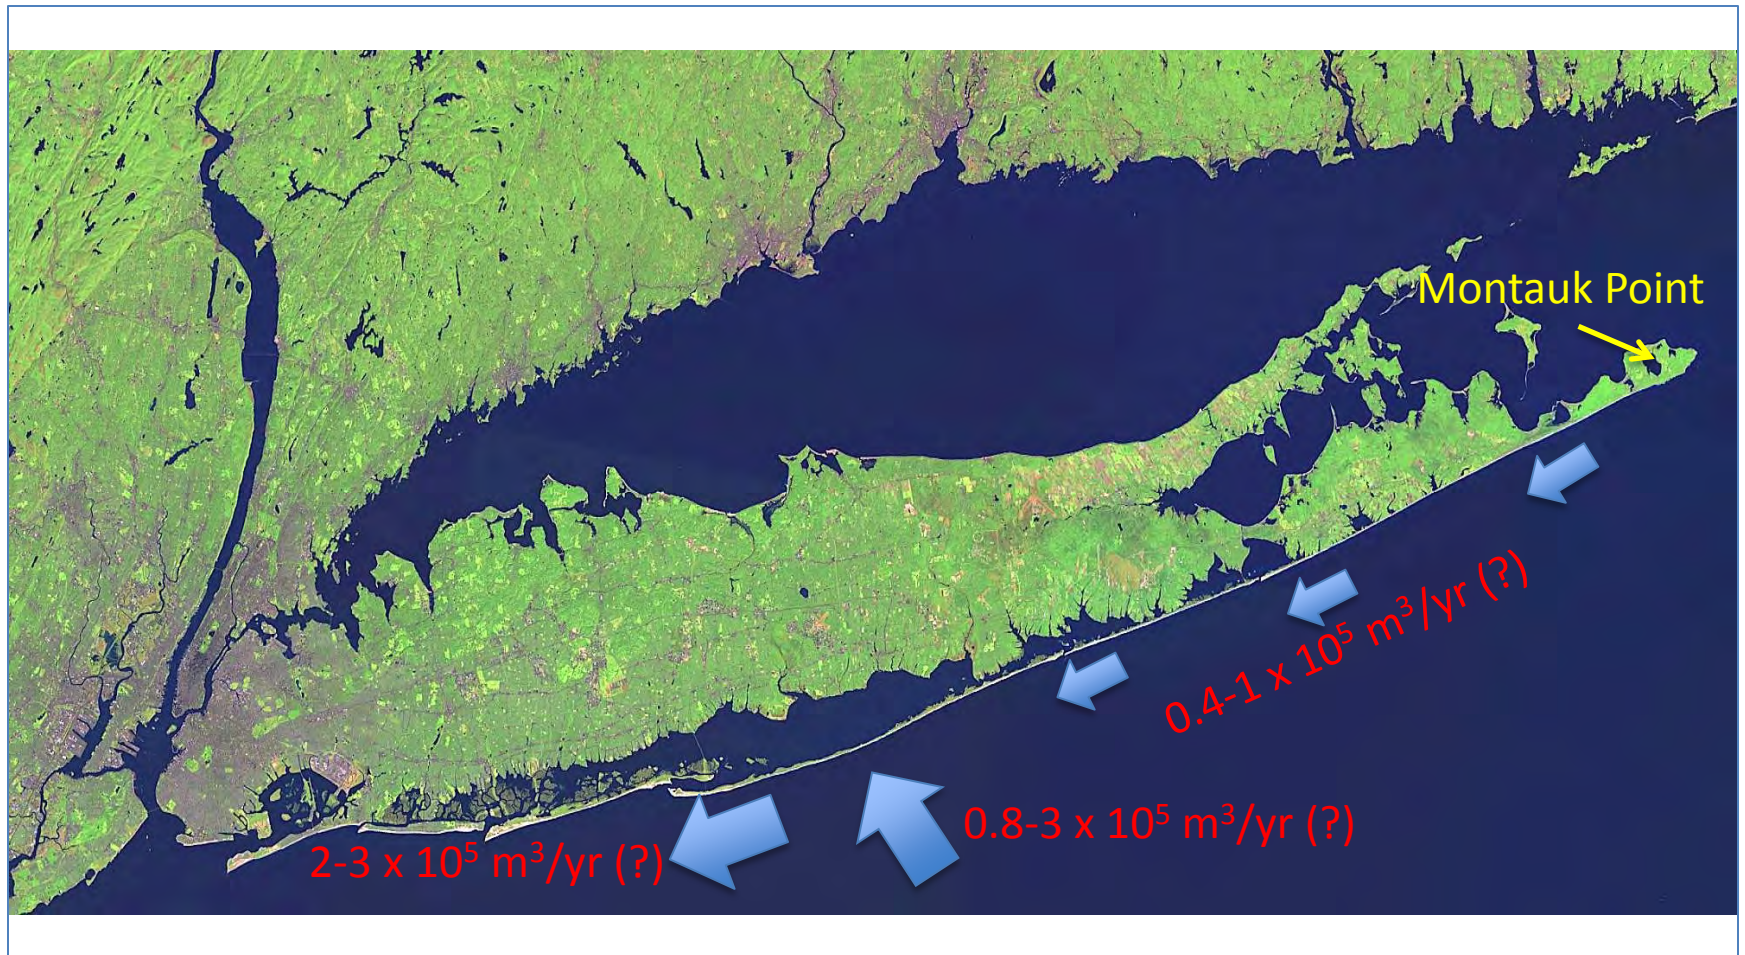 Montauk Point
0.4-1 x 10⁵ m³/yr (?)
0.8-3 x 10⁵ m³/yr (?)
2-3 x 10⁵ m³/yr (?)